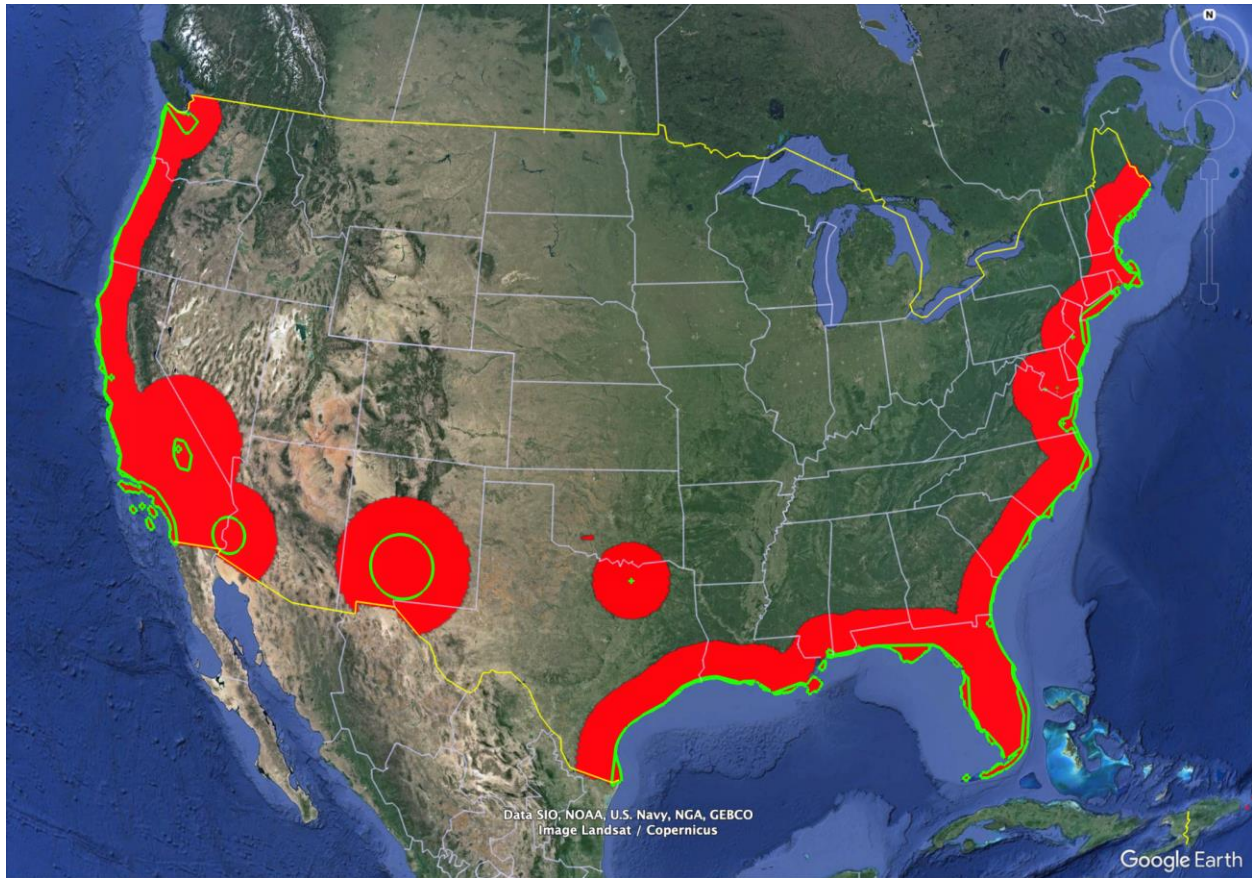 N
Data SIO, NOAA, U.S. Navy, NGA, GEBCO
Image Landsat / Copernicus
Google Earth